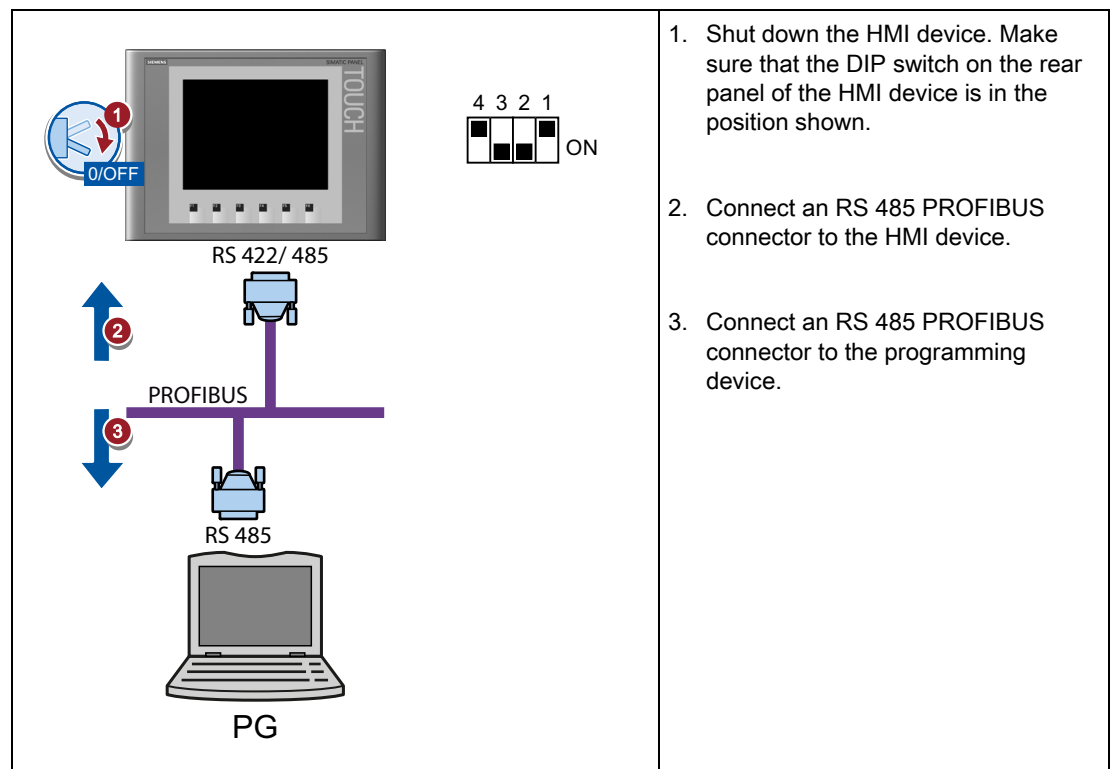 SIEMENS
SIMATIC PANEL
TOUCH
1
0/OFF
4 3 2 1
ON
RS 422/ 485
2
PROFIBUS
3
RS 485
PG
1. Shut down the HMI device. Make
sure that the DIP switch on the rear
panel of the HMI device is in the
position shown.
2. Connect an RS 485 PROFIBUS
connector to the HMI device.
3. Connect an RS 485 PROFIBUS
connector to the programming
device.